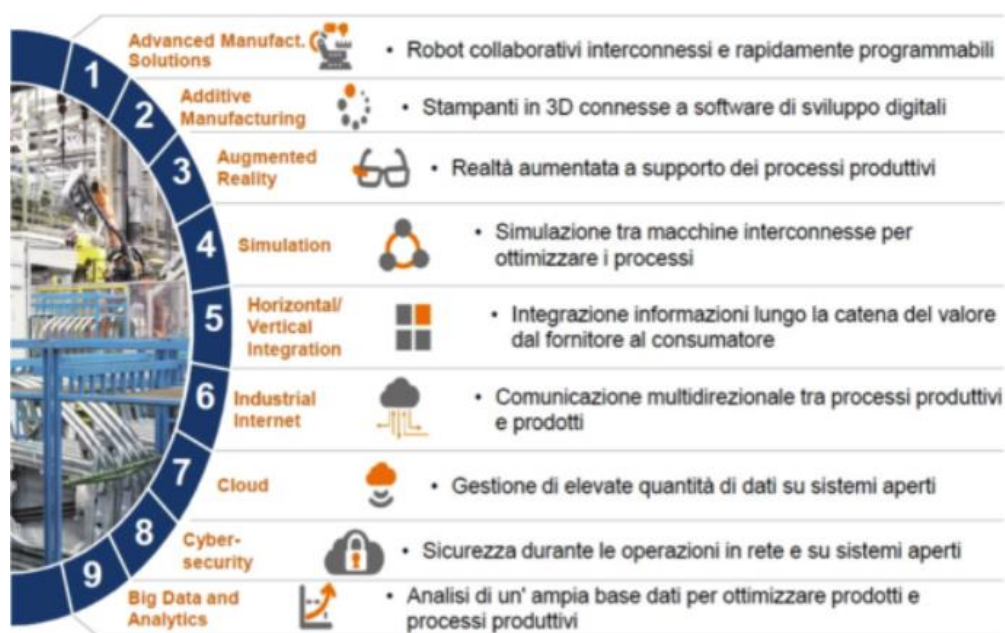 1
Advanced Manufact.
Solutions
• Robot collaborativi interconnessi e rapidamente programmabili
2
Additive
Manufacturing
• Stampanti in 3D connesse a software di sviluppo digitali
3
Augmented
Reality
• Realtà aumentata a supporto dei processi produttivi
4
Simulation
• Simulazione tra macchine interconnesse per
ottimizzare i processi
5
Horizontal/
Vertical
Integration
• Integrazione informazioni lungo la catena del valore
dal fornitore al consumatore
6
Industrial
Internet
• Comunicazione multidirezionale tra processi produttivi
e prodotti
7
Cloud
• Gestione di elevate quantità di dati su sistemi aperti
8
Cyber-
security
• Sicurezza durante le operazioni in rete e su sistemi aperti
9
Big Data and
Analytics
• Analisi di un' ampia base dati per ottimizzare prodotti e
processi produttivi